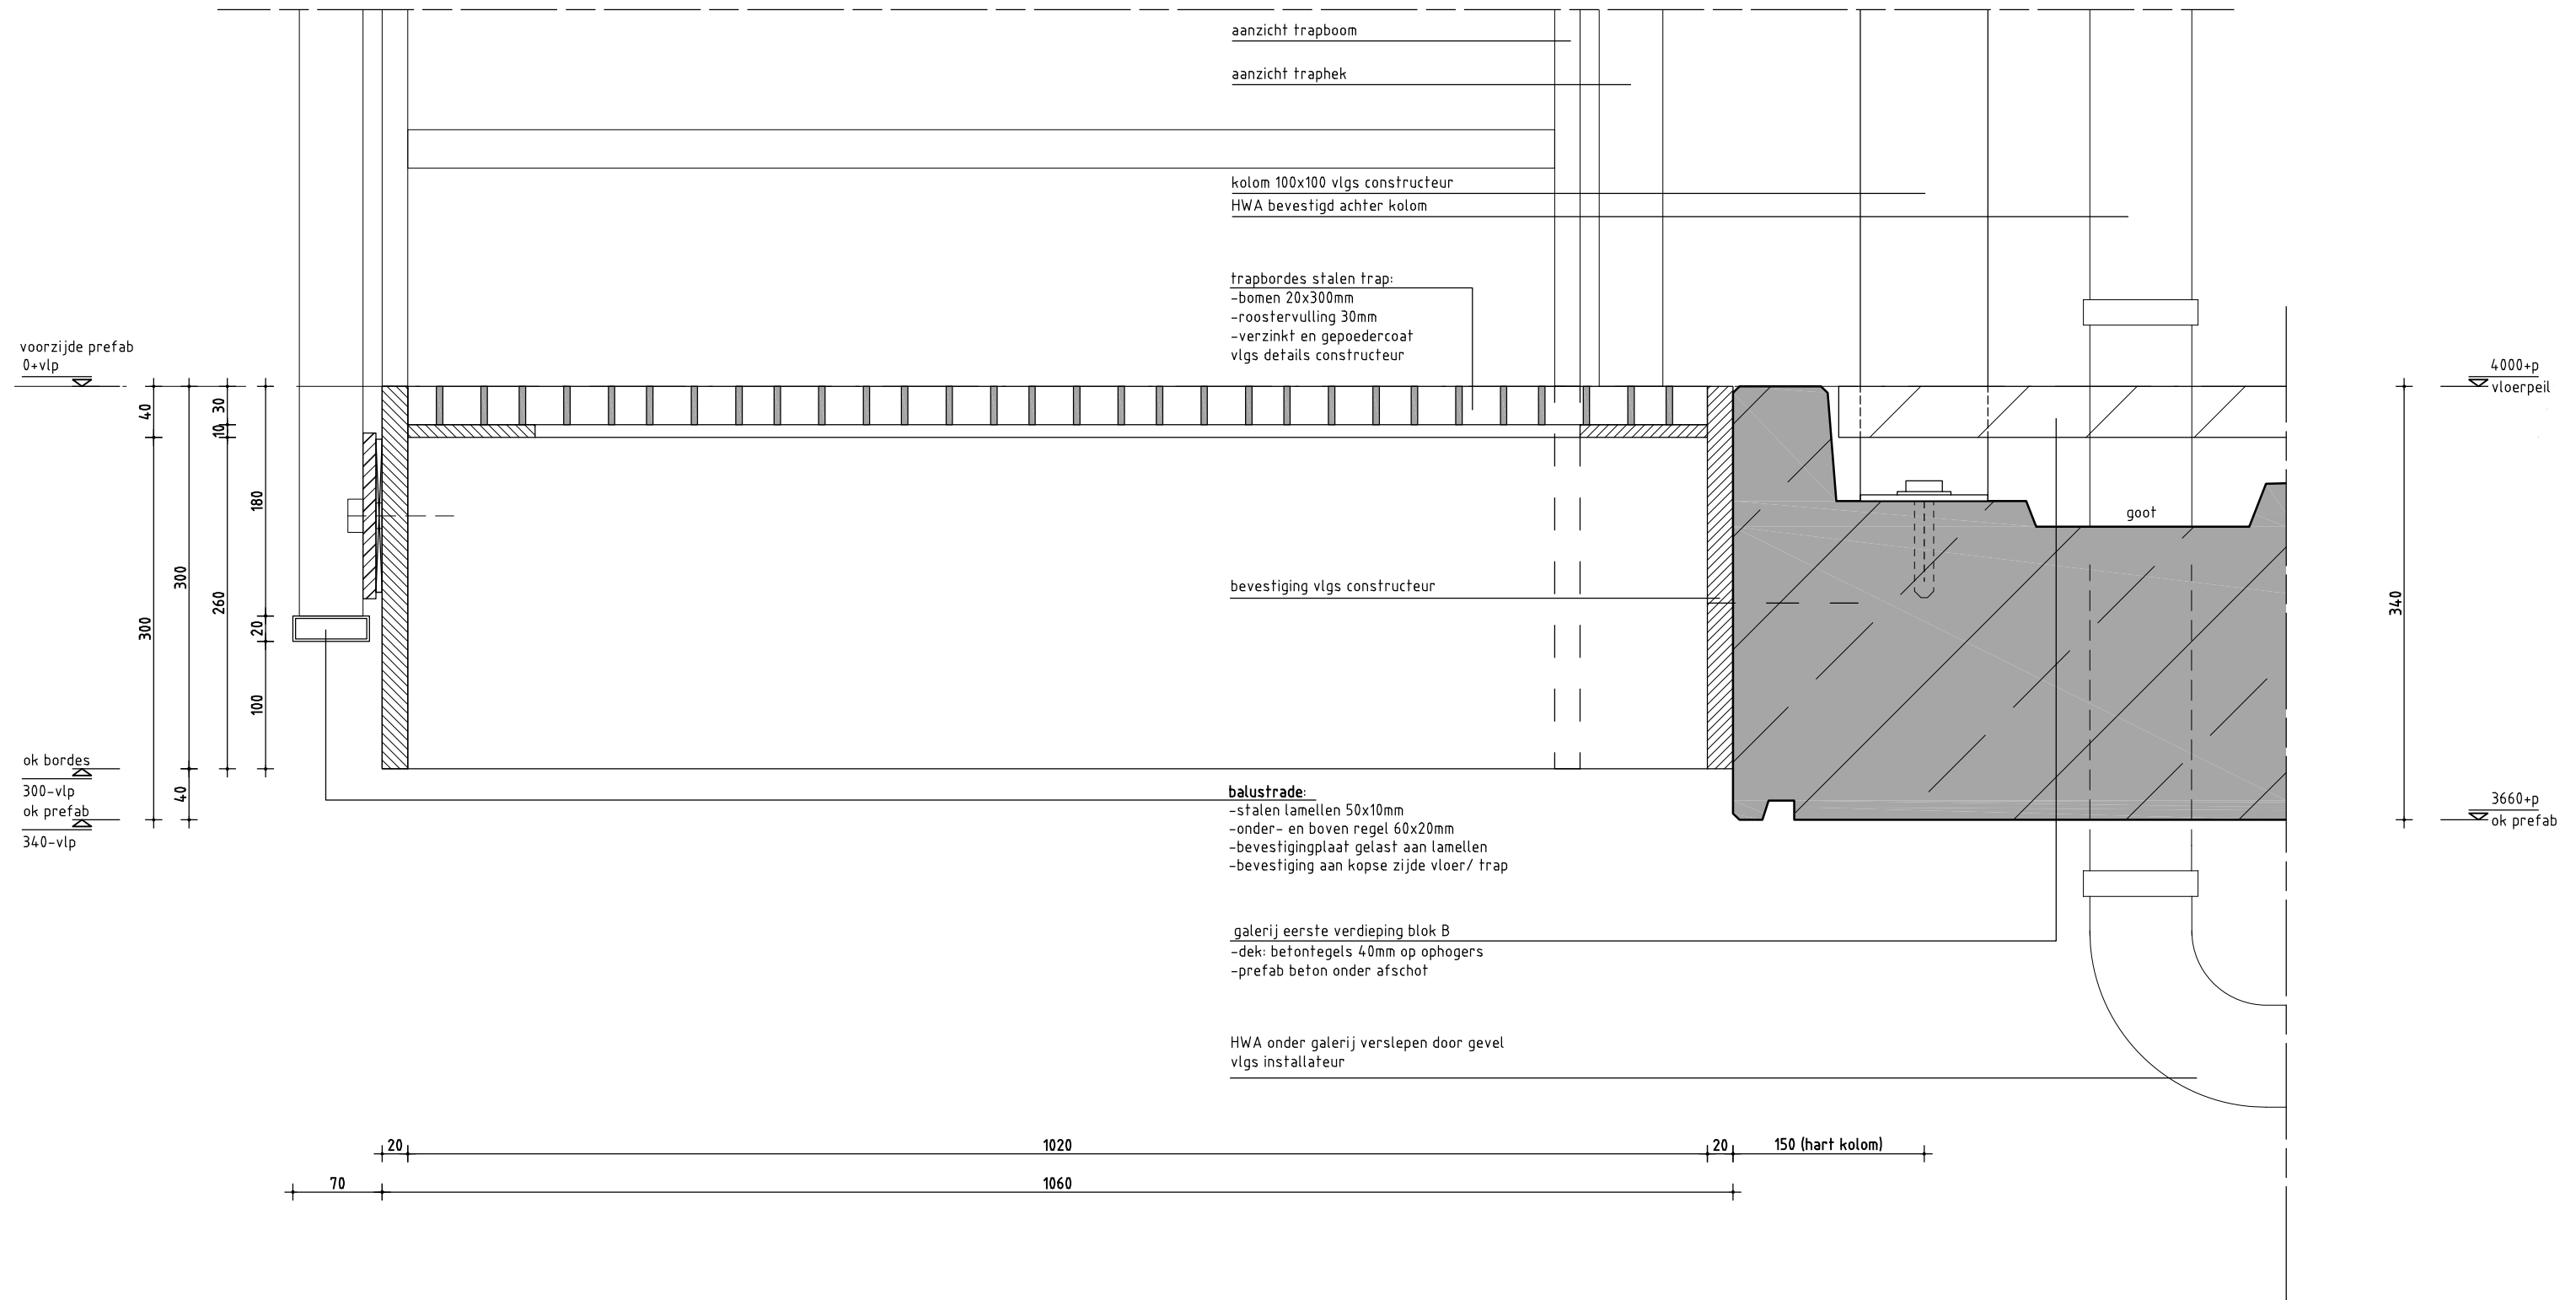 aanzicht trapboom
aanzicht traphek
kolom 100x100 vlgs constructeur
HWA bevestigd achter kolom
trapbordes stalen trap:
-bomen 20x300mm
-roostervulling 30mm
-verzinkt en gepoedercoat
vlgs details constructeur
voorzijde prefab
0+vlp
4000+p
vloerpeil
40
30
10
180
300
300
260
20
100
40
goot
bevestiging vlgs constructeur
340
ok bordes
300-vlp
ok prefab
340-vlp
3660+p
ok prefab
balustrade:
-stalen lamellen 50x10mm
-onder- en boven regel 60x20mm
-bevestigingplaat gelast aan lamellen
-bevestiging aan kopse zijde vloer/ trap
galerij eerste verdieping blok B
-dek: betontegels 40mm op ophogers
-prefab beton onder afschot
HWA onder galerij verslepen door gevel
vlgs installateur
20
1020
20
150 (hart kolom)
70
1060